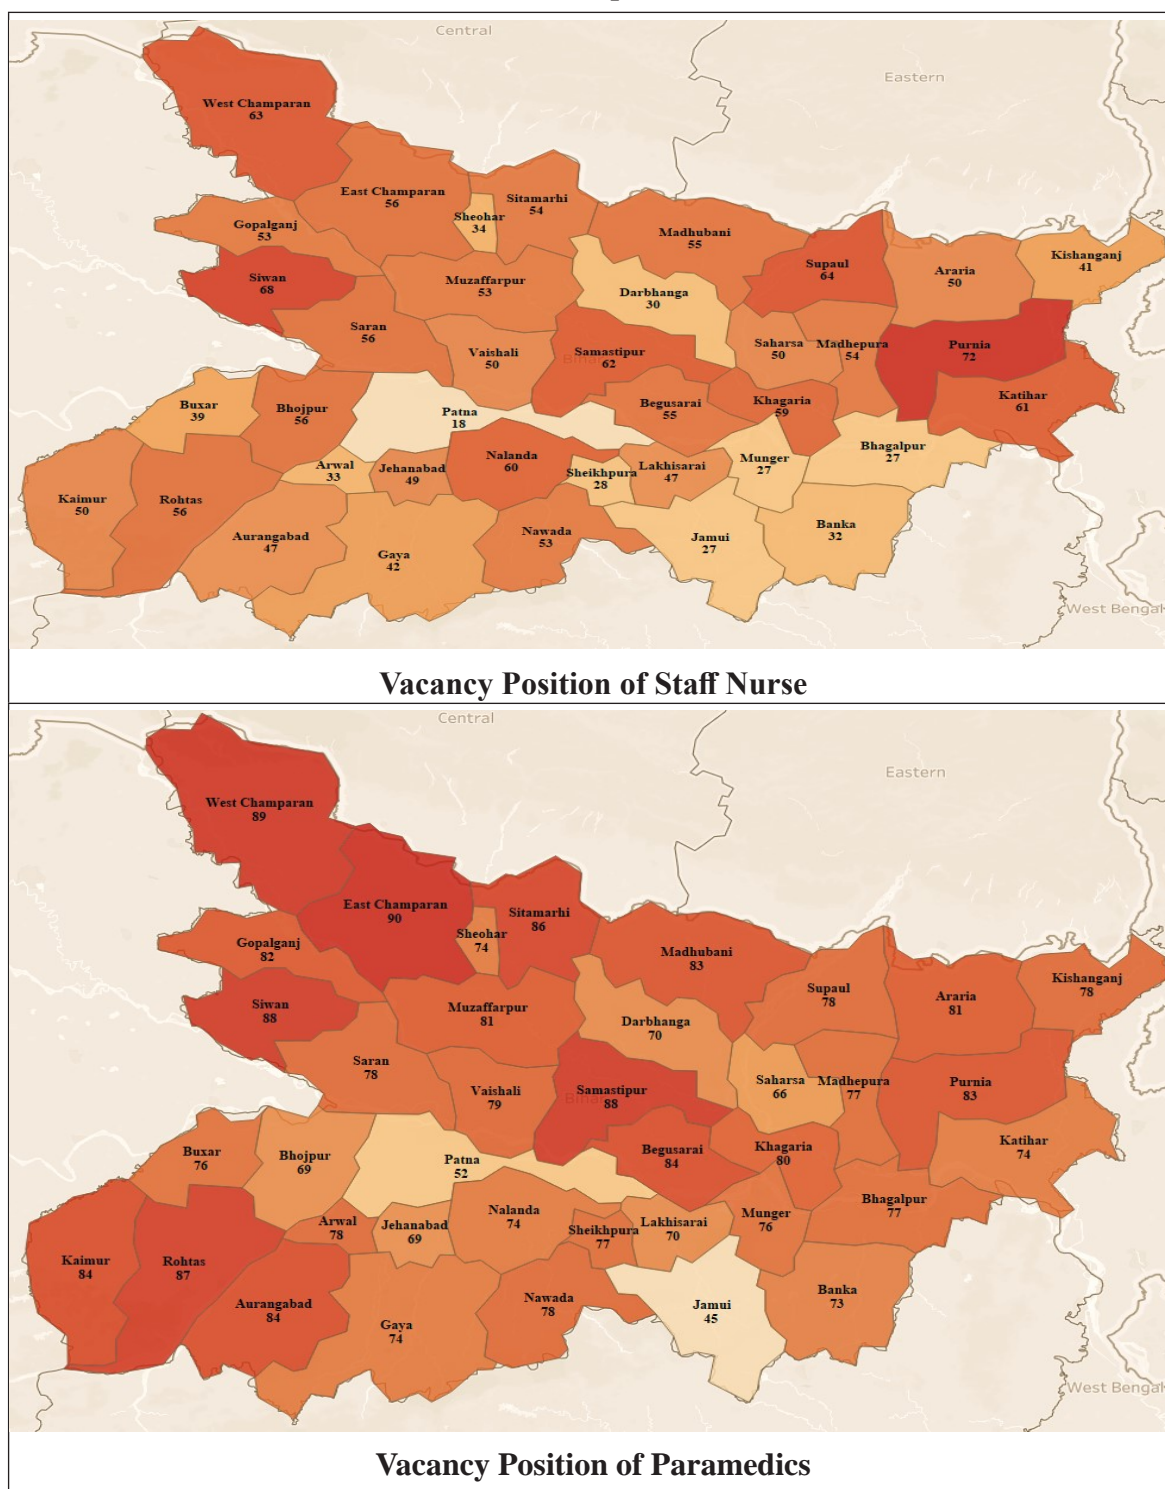 Central
Eastern
West Champaran
63
East Champaran
56
Sheohar
34
Sitamarhi
54
Gopalganj
53
Madhubani
55
Siwan
68
Muzaffarpur
53
Darbhanga
30
Supaul
64
Araria
50
Kishanganj
41
Saran
56
Vaishali
50
Samastipur
62
Saharsa
50
Madhepura
54
Purnia
72
Buxar
39
Bhojpur
56
Patna
18
Begusarai
55
Khagaria
59
Katihar
61
Arwal
33
Jehanabad
49
Nalanda
60
Sheikhpura
28
Lakhisarai
47
Munger
27
Bhagalpur
27
Kaimur
50
Rohtas
56
Aurangabad
47
Gaya
42
Nawada
53
Jamui
27
Banka
32
Bihar
West Bengal
Vacancy Position of Staff Nurse
Central
Eastern
West Champaran
89
East Champaran
90
Sheohar
74
Sitamarhi
86
Gopalganj
82
Madhubani
83
Siwan
88
Muzaffarpur
81
Darbhanga
70
Supaul
78
Araria
81
Kishanganj
78
Saran
78
Vaishali
79
Samastipur
88
Saharsa
66
Madhepura
77
Purnia
83
Buxar
76
Bhojpur
69
Patna
52
Begusarai
84
Khagaria
80
Katihar
74
Arwal
78
Jehanabad
69
Nalanda
74
Sheikhpura
77
Lakhisarai
70
Munger
76
Bhagalpur
77
Kaimur
84
Rohtas
87
Aurangabad
84
Gaya
74
Nawada
78
Jamui
45
Banka
73
Bihar
West Bengal
Vacancy Position of Paramedics